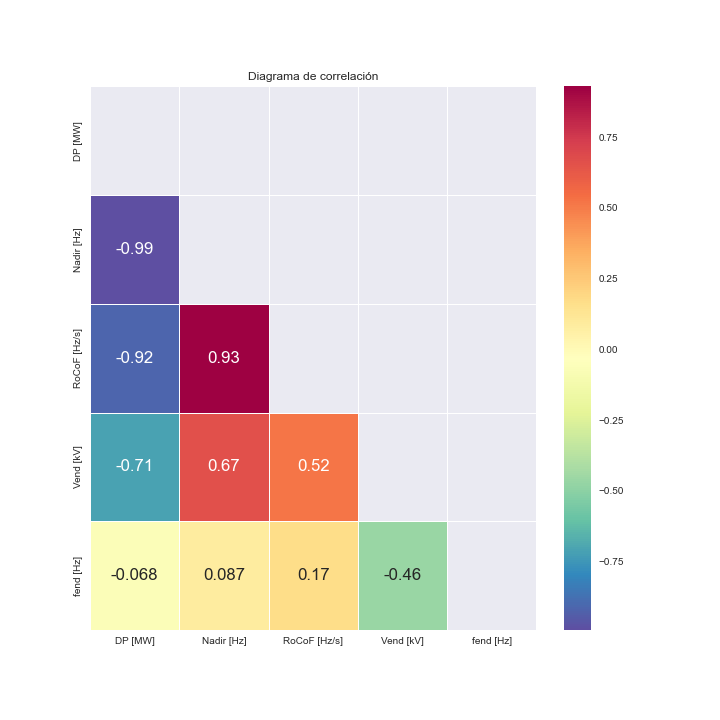 Diagrama de correlación
DP [MW]
Nadir [Hz]
-0.99
RoCoF [Hz/s]
-0.92 0.93
Vend [kV]
-0.71 0.67 0.52
fend [Hz]
-0.068 0.087 0.17 -0.46
DP [MW] Nadir [Hz] RoCoF [Hz/s] Vend [kV] fend [Hz]
0.75
0.50
0.25
0.00
−0.25
−0.50
−0.75